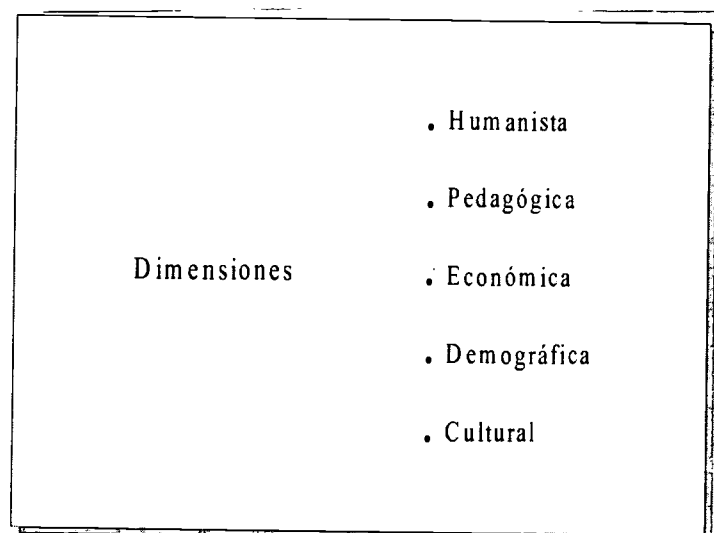 Dimensiones
. Humanista
. Pedagógica
. Económica
. Demográfica
. Cultural